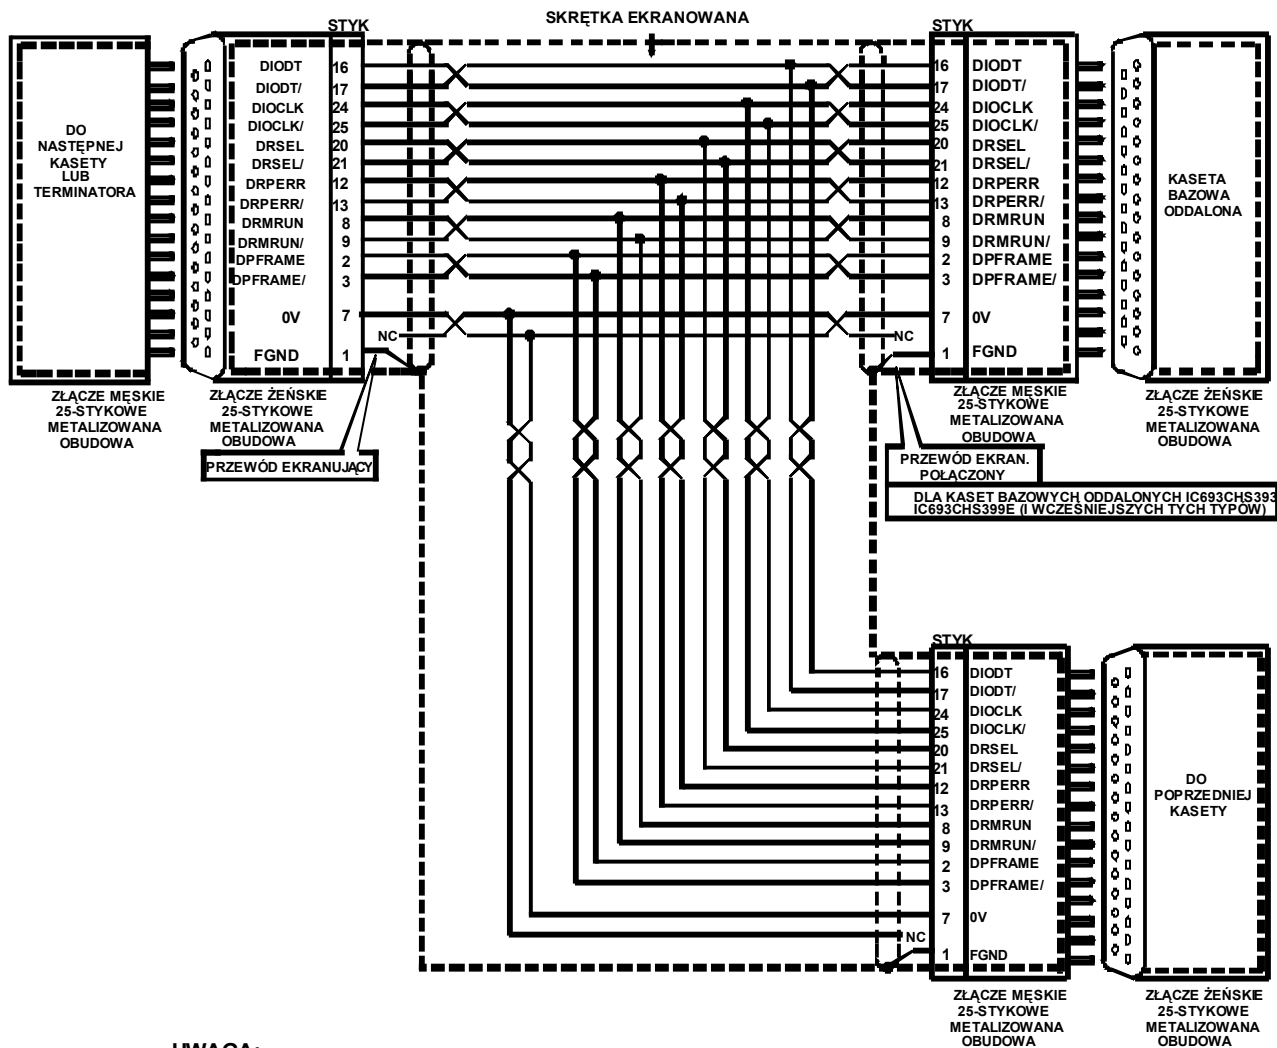 SKRĘTKA EKRANOWANA
STYK
DO
NASTĘPNEJ
KASETY
LUB
TERMINATORA
DIODT 16
DIODT/ 17
DIOCLK 24
DIOCLK/ 25
DRSEL 20
DRSEL/ 21
DRPERR 12
DRPERR/ 13
DRMRUN 8
DRMRUN/ 9
DPFRAME 2
DPFRAME/ 3
0V 7
NC
FGND 1
ZŁĄCZE MĘSKIE
25-STYKOWE
METALIZOWANA
OBUDOWA
ZŁĄCZE ŻEŃSKIE
25-STYKOWE
METALIZOWANA
OBUDOWA
PRZEWÓD EKRANUJĄCY
STYK
16 DIODT
17 DIODT/
24 DIOCLK
25 DIOCLK/
20 DRSEL
21 DRSEL/
12 DRPERR
13 DRPERR/
8 DRMRUN
9 DRMRUN/
2 DPFRAME
3 DPFRAME/
7 0V
NC
1 FGND
KASETA
BAZOWA
ODDALONA
ZŁĄCZE MĘSKIE
25-STYKOWE
METALIZOWANA
OBUDOWA
ZŁĄCZE ŻEŃSKIE
25-STYKOWE
METALIZOWANA
OBUDOWA
PRZEWÓD EKRAN.
POŁĄCZONY
DLA KASET BAZOWYCH ODDALONYCH IC693CHS393
IC693CHS399E (I WCZEŚNIEJSZYCH TYCH TYPÓW)
STYK
16 DIODT
17 DIODT/
24 DIOCLK
25 DIOCLK/
20 DRSEL
21 DRSEL/
12 DRPERR
13 DRPERR/
8 DRMRUN
9 DRMRUN/
2 DPFRAME
3 DPFRAME/
7 0V
NC
1 FGND
DO
POPRZEDNIEJ
KASETY
ZŁĄCZE MĘSKIE
25-STYKOWE
METALIZOWANA
OBUDOWA
ZŁĄCZE ŻEŃSKIE
25-STYKOWE
METALIZOWANA
OBUDOWA
UWAGA: